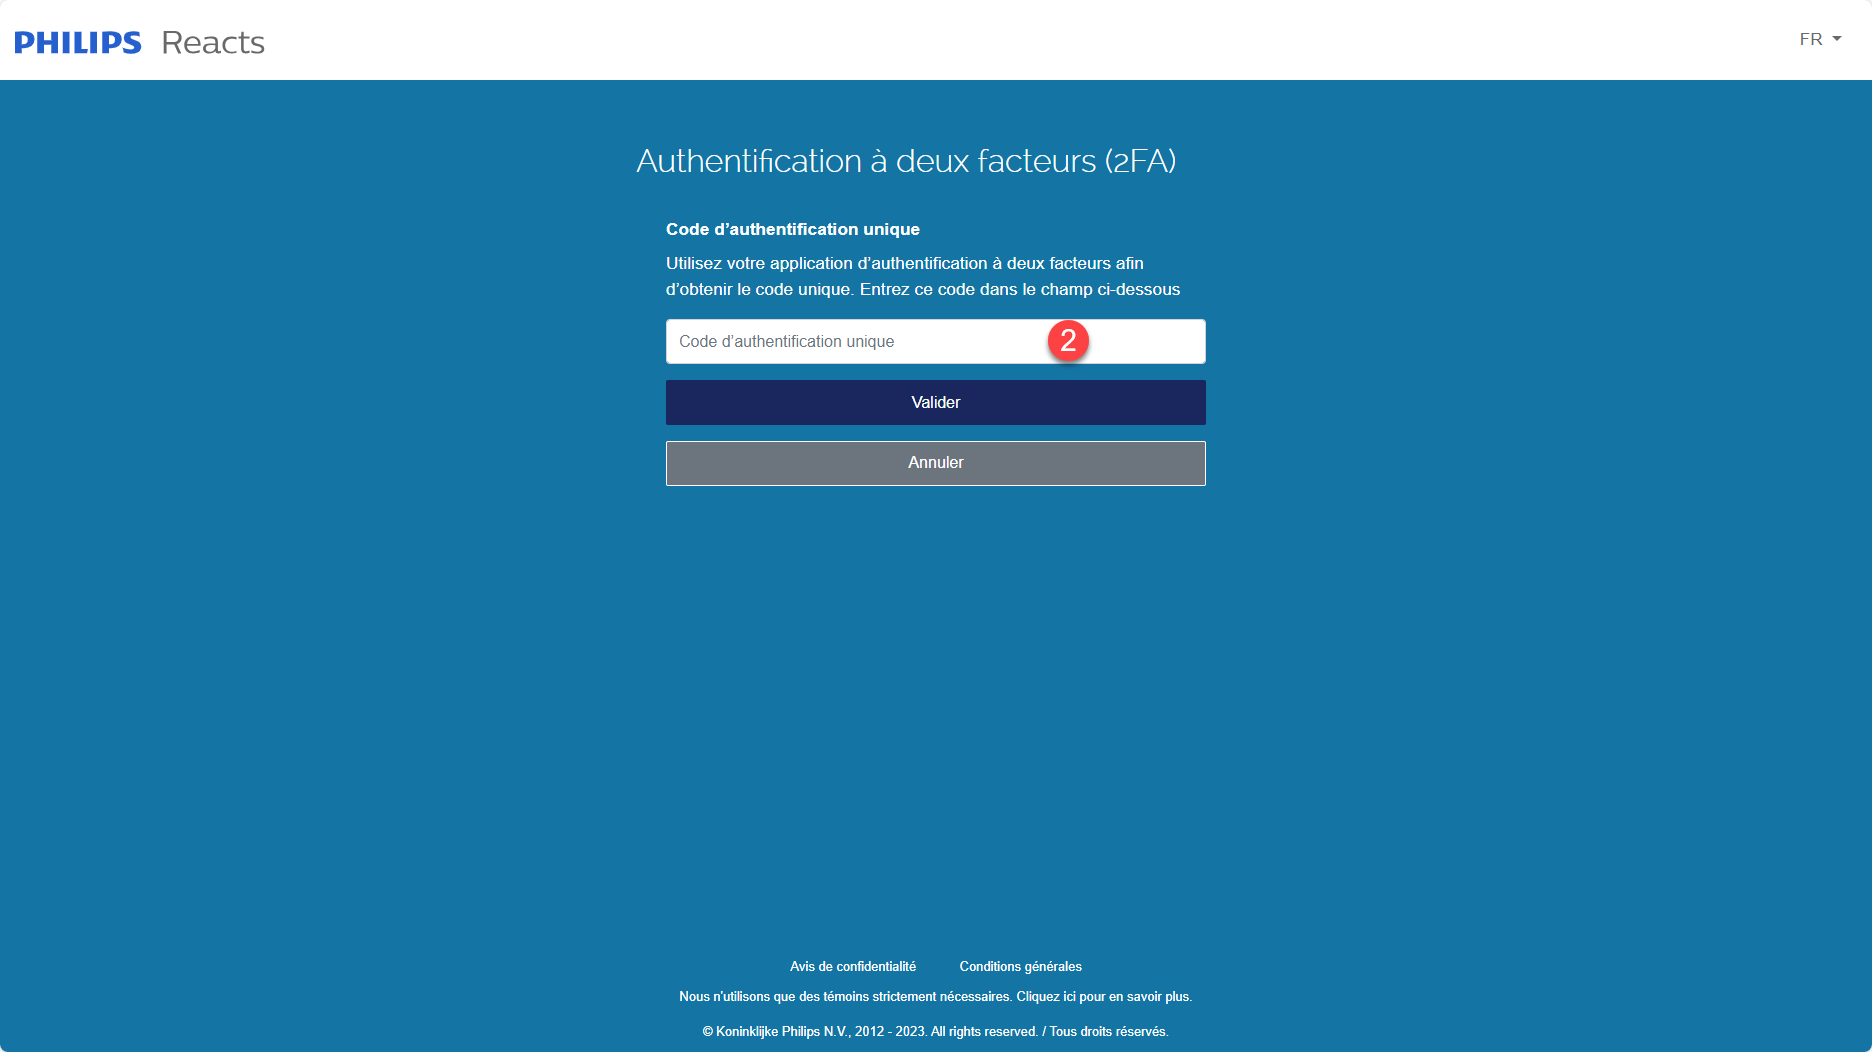 PHILIPS Reacts
FR
Authentification à deux facteurs (2FA)
Code d’authentification unique
Utilisez votre application d’authentification à deux facteurs afin
d’obtenir le code unique. Entrez ce code dans le champ ci-dessous
Code d’authentification unique
2
Valider
Annuler
Avis de confidentialité Conditions générales
Nous n'utilisons que des témoins strictement nécessaires. Cliquez ici pour en savoir plus.
© Koninklijke Philips N.V., 2012 - 2023. All rights reserved. / Tous droits réservés.